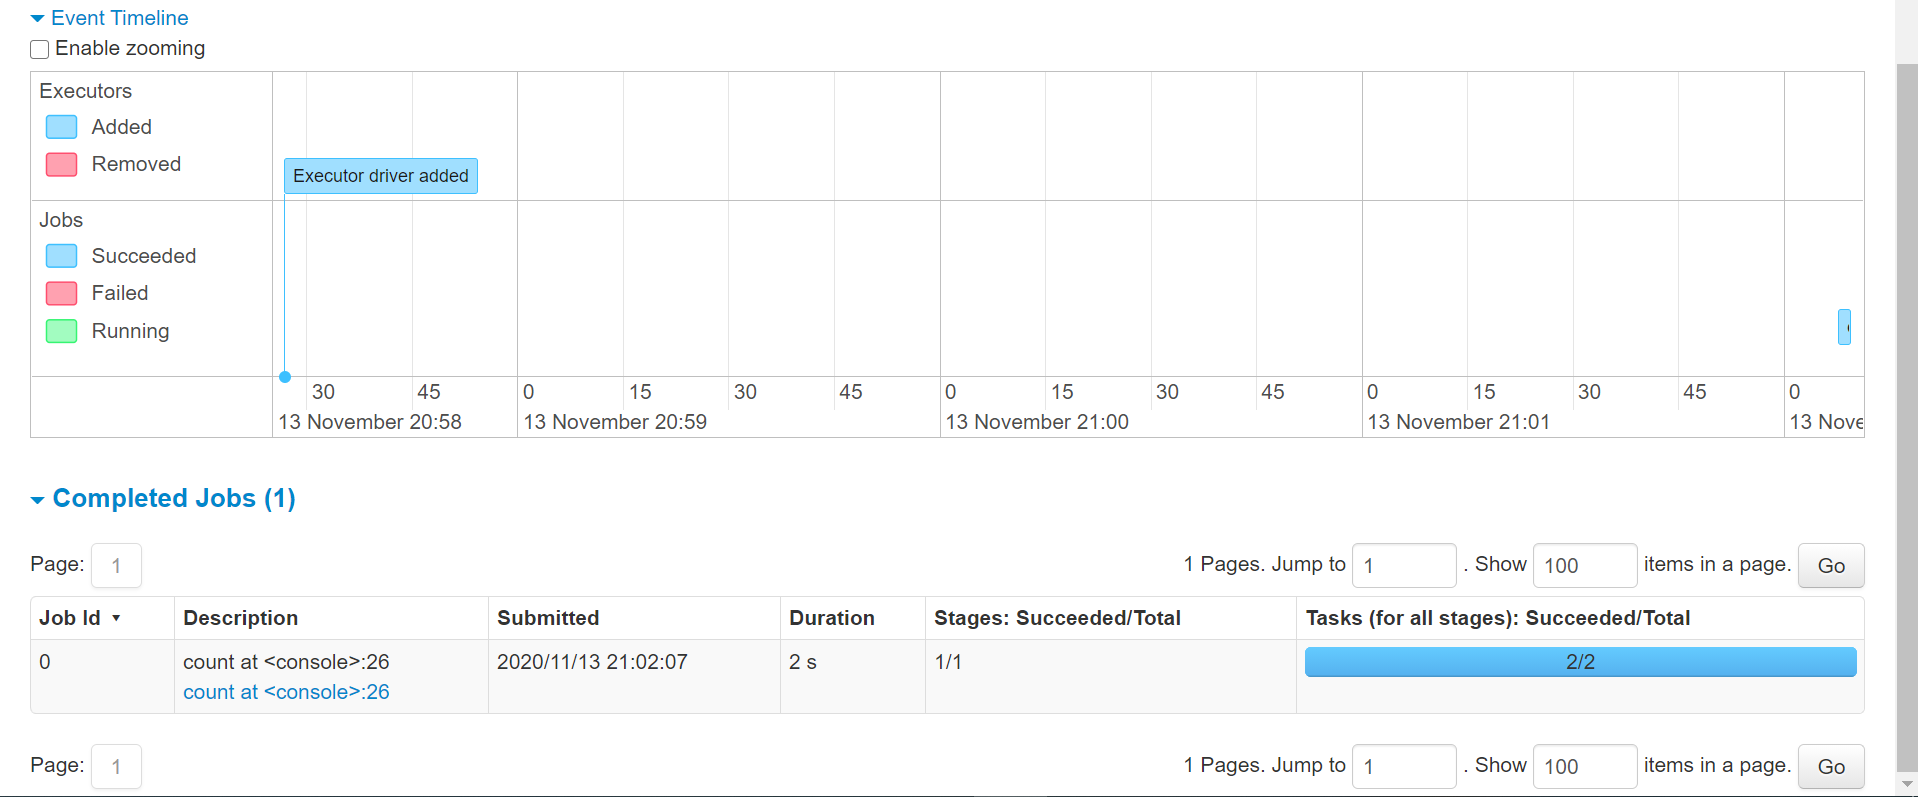 Event Timeline
Enable zooming
Executors
Added
Removed
Executor driver added
Jobs
Succeeded
Failed
Running
30 45 0 15 30 45 0 15 30 45 0 15 30 45 0
13 November 20:58 13 November 20:59 13 November 21:00 13 November 21:01 13 Nove
Completed Jobs (1)
Page: 1 1 Pages. Jump to 1 . Show 100 items in a page. Go
Job Id ▾ Description Submitted Duration Stages: Succeeded/Total Tasks (for all stages): Succeeded/Total
0 count at <console>:26 2020/11/13 21:02:07 2 s 1/1 2/2
count at <console>:26
Page: 1 1 Pages. Jump to 1 . Show 100 items in a page. Go